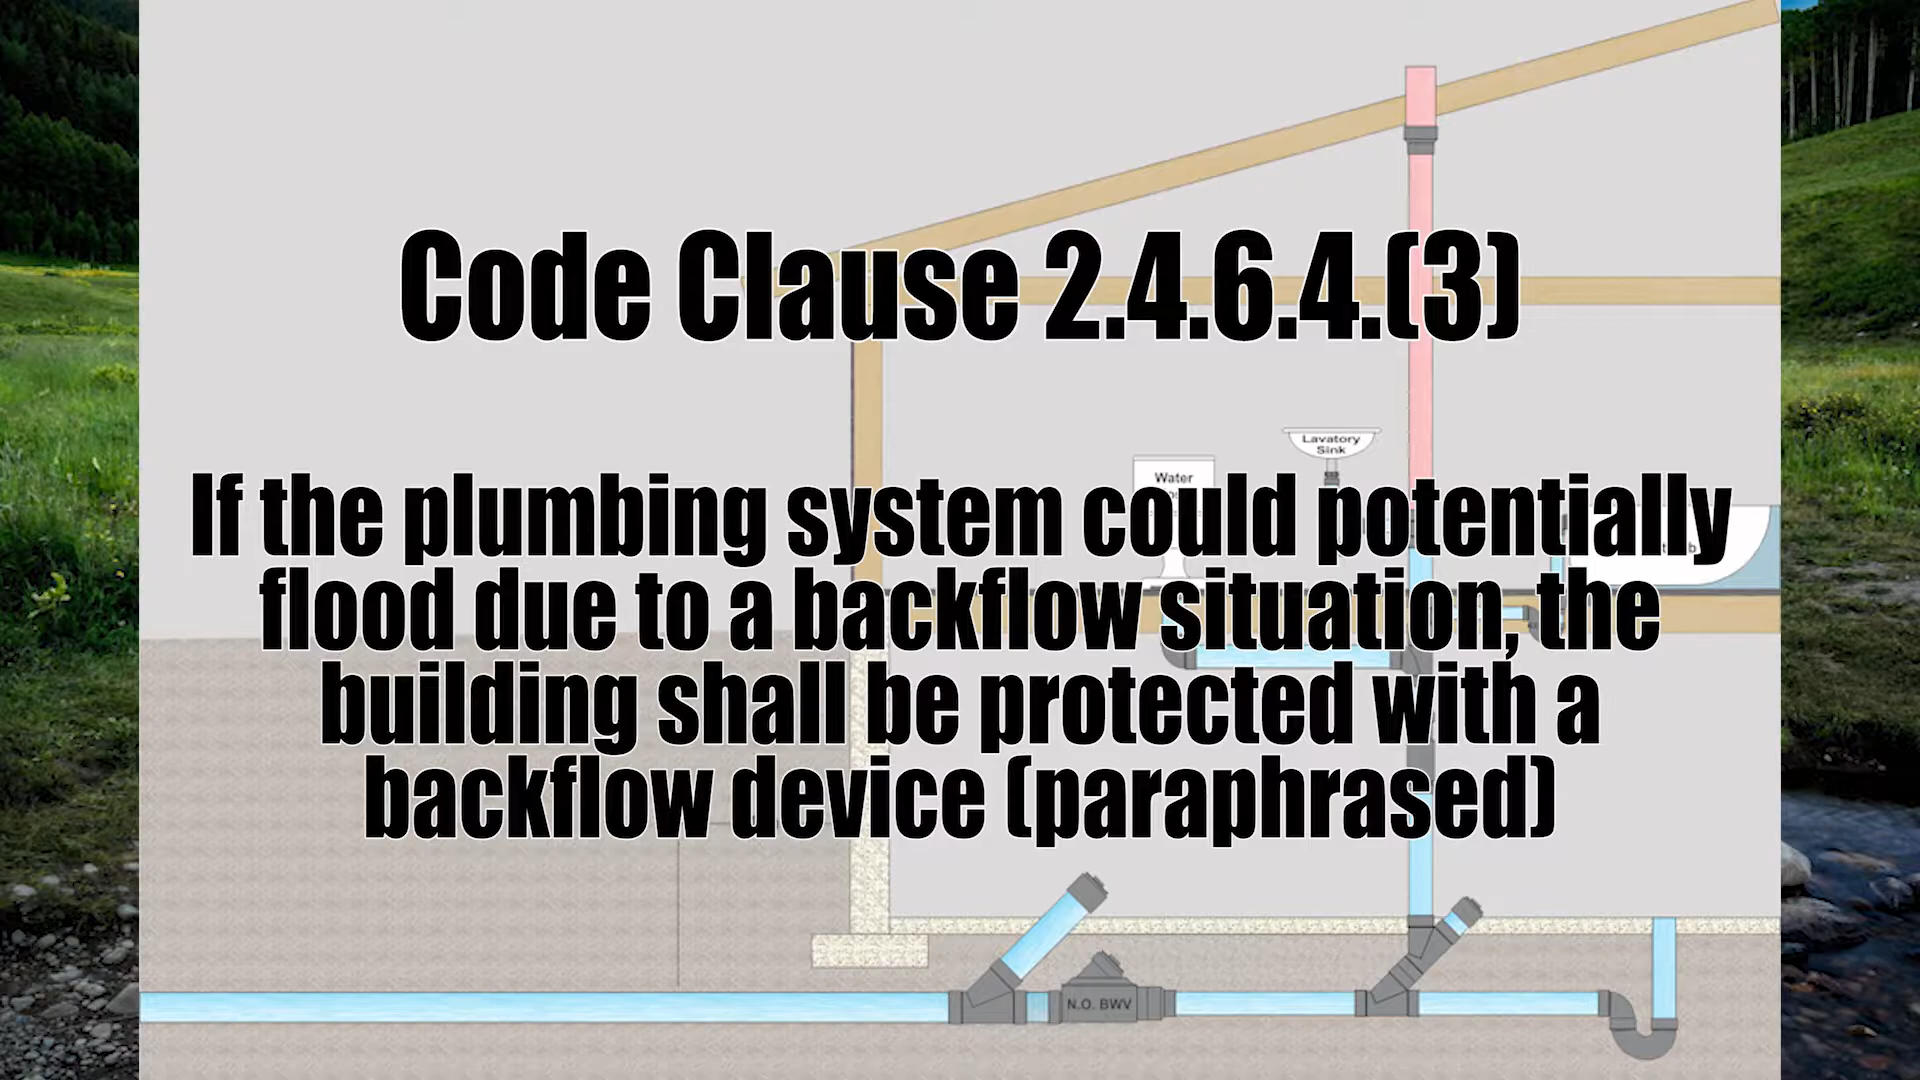 Code Clause 2.4.6.4.(3)
Lavatory
Sink
Water
If the plumbing system could potentially
flood due to a backflow situation, the
building shall be protected with a
backflow device (paraphrased)
N.O. BWV